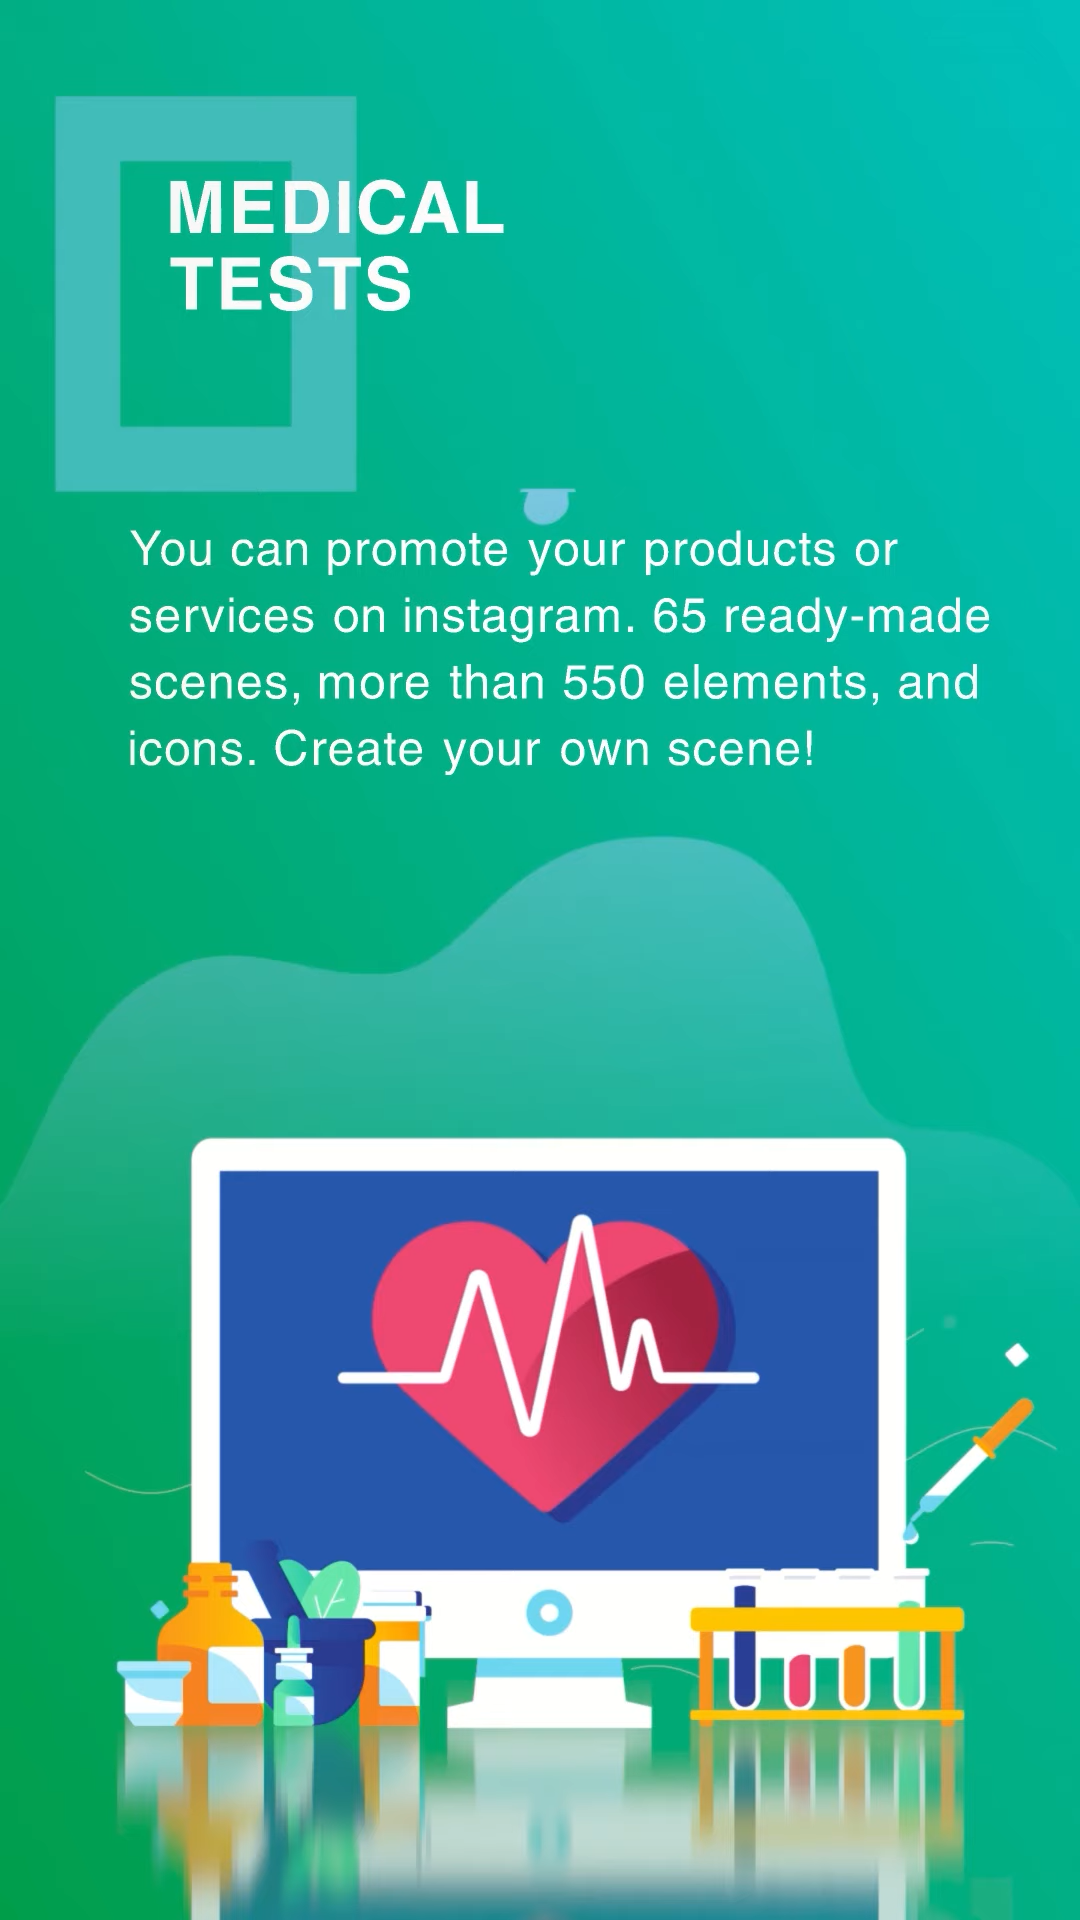 MEDICAL
TESTS
You can promote your products or
services on instagram. 65 ready-made
scenes, more than 550 elements, and
icons. Create your own scene!